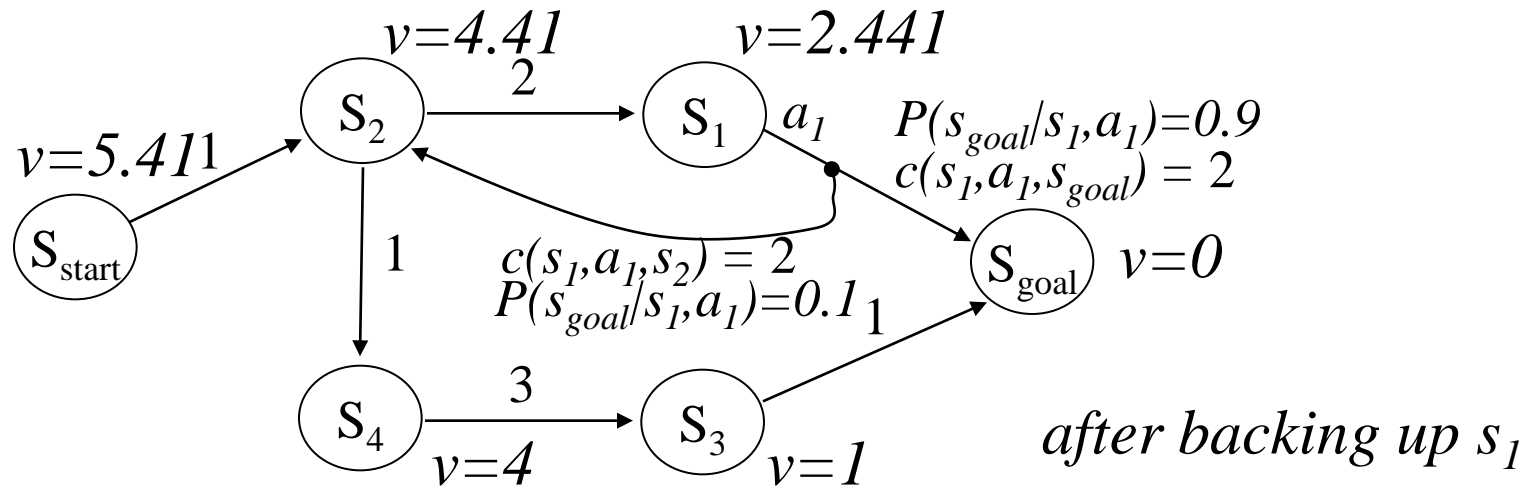 v=4.41
v=2.441
2
S2
S1
a1
P(sgoal/s1,a1)=0.9
c(s1,a1,sgoal) = 2
v=5.41
1
Sstart
1
c(s1,a1,s2) = 2
P(sgoal/s1,a1)=0.1
Sgoal
v=0
1
3
S4
S3
v=4
v=1
after backing up s1